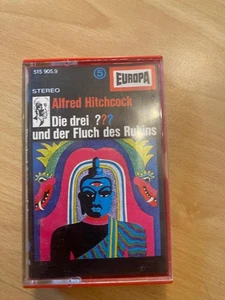 515 905.9
5
EUROPA
STEREO
Alfred Hitchcock
Die drei ???
und der Fluch des Rubins